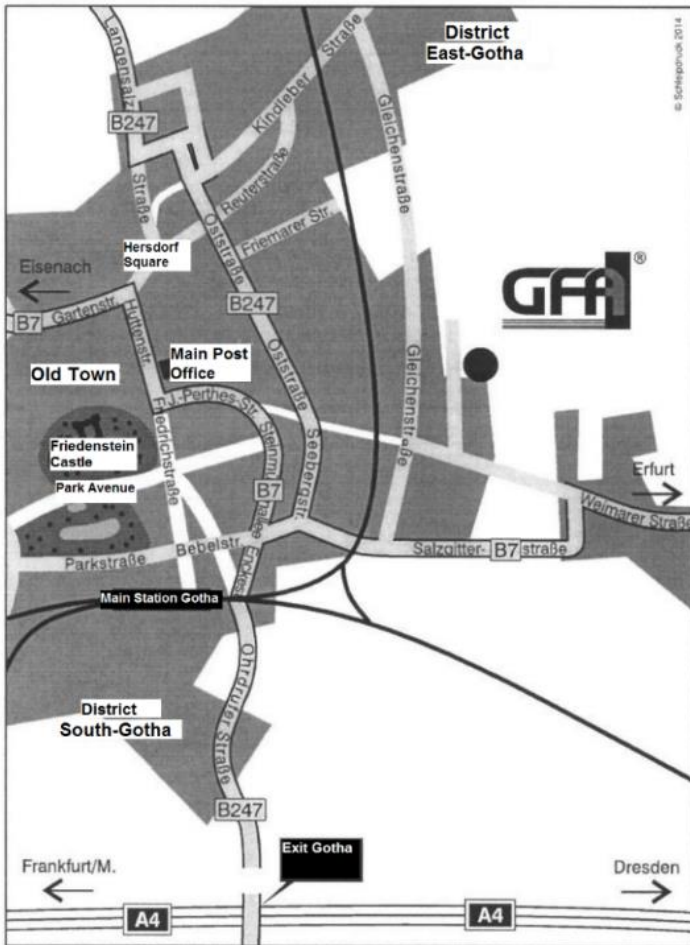 District
East-Gotha
© Schleipdruck 2014
Langensalz
B247
Straße
Kindleber Straße
Gleichenstraße
Reuterstraße
Friemarer Str.
Oststraße
B247
Oststraße
Hersdorf
Square
Eisenach
B7
Gartenstr.
Huttenstr.
GFA ®
Main Post
Office
Old Town
J.-Perthes-Str.
Gleichenstraße
Friedenstein
Castle
Park Avenue
Friedrichstraße
B7
Seebergstr.
Erfurt
Weimarer Straße
Parkstraße
Bebelstr.
Salzgitter-
B7
straße
Main Station Gotha
District
South-Gotha
Ohrdrufer Straße
B247
Exit Gotha
Frankfurt/M.
Dresden
A4
A4